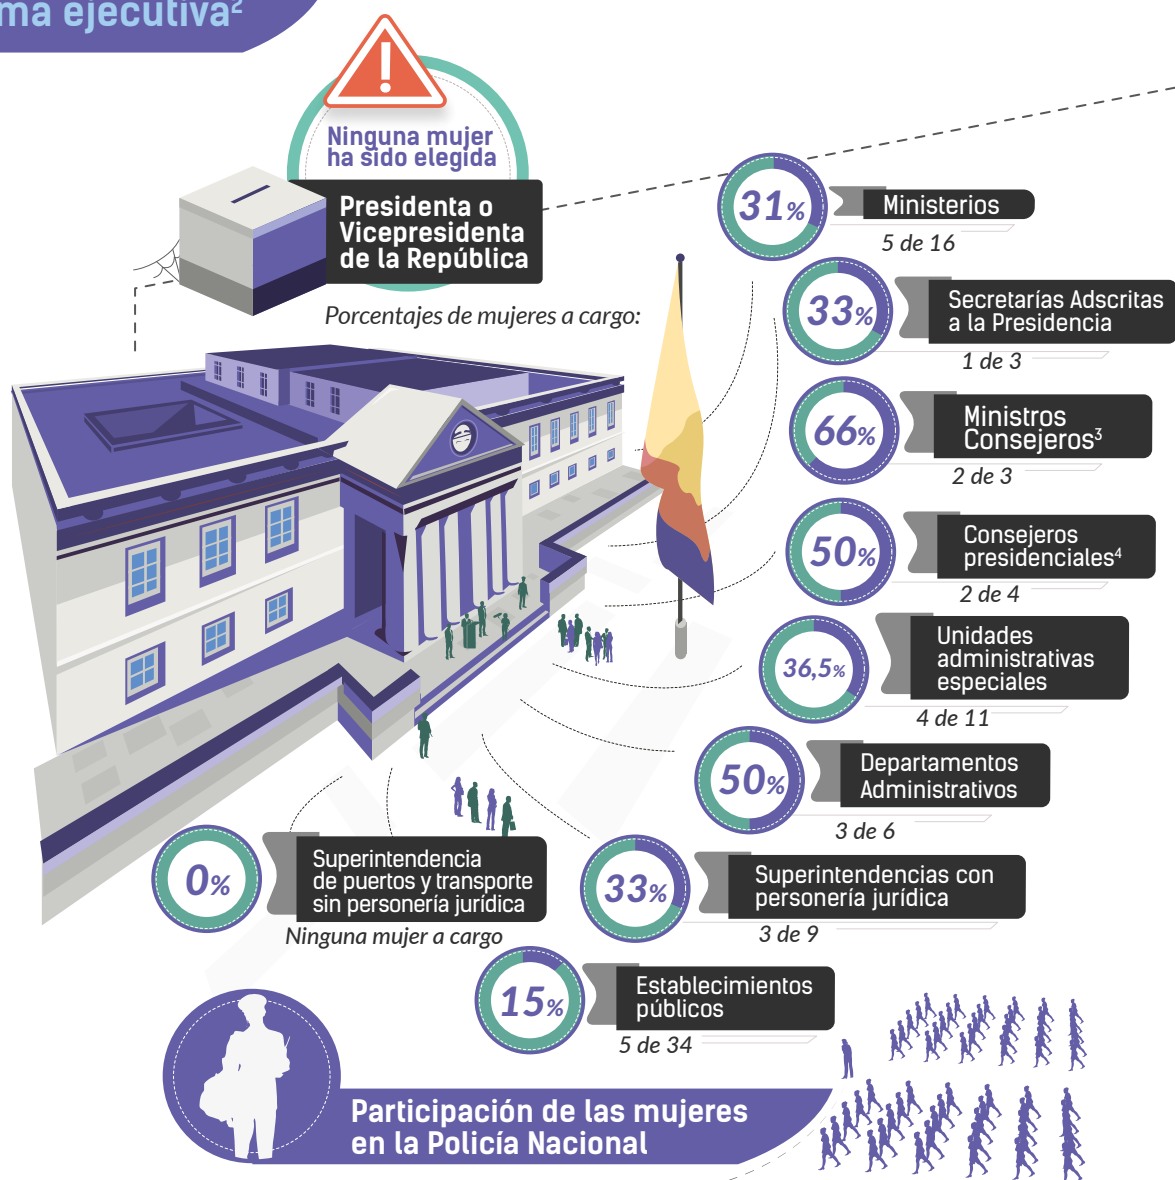 ma ejecutiva²
Ninguna mujer
ha sido elegida
Presidenta o
Vicepresidenta
de la República
Porcentajes de mujeres a cargo:
31%
Ministerios
5 de 16
33%
Secretarías Adscritas
a la Presidencia
1 de 3
66%
Ministros
Consejeros³
2 de 3
50%
Consejeros
presidenciales⁴
2 de 4
36,5%
Unidades
administrativas
especiales
4 de 11
50%
Departamentos
Administrativos
3 de 6
0%
Superintendencia
de puertos y transporte
sin personería jurídica
Ninguna mujer a cargo
33%
Superintendencias con
personería jurídica
3 de 9
15%
Establecimientos
públicos
5 de 34
Participación de las mujeres
en la Policía Nacional